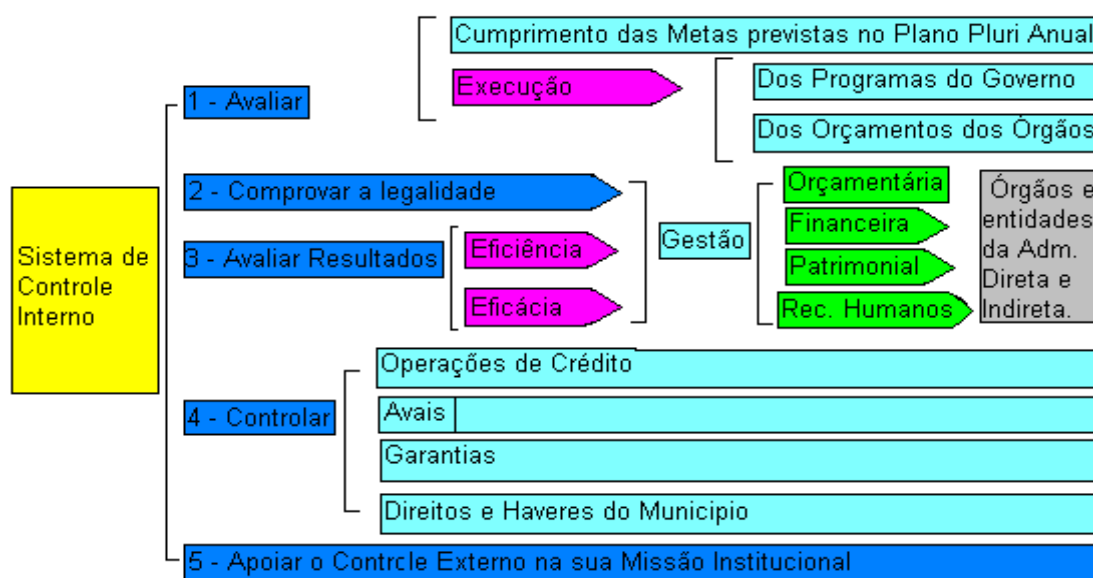 Cumprimento das Metas previstas no Plano Pluri Anual
Execução
Dos Programas do Governo
1 - Avaliar
Dos Orçamentos dos Órgãos
2 - Comprovar a legalidade
Orçamentária
Órgãos e
entidades
da Adm.
Direta e
Indireta.
Financeira
Gestão
Sistema de
Controle
Interno
3 - Avaliar Resultados
Eficiência
Patrimonial
Eficácia
Rec. Humanos
Operações de Crédito
4 - Controlar
Avais
Garantias
Direitos e Haveres do Municipio
5 - Apoiar o Contrcle Externo na sua Missão Institucional